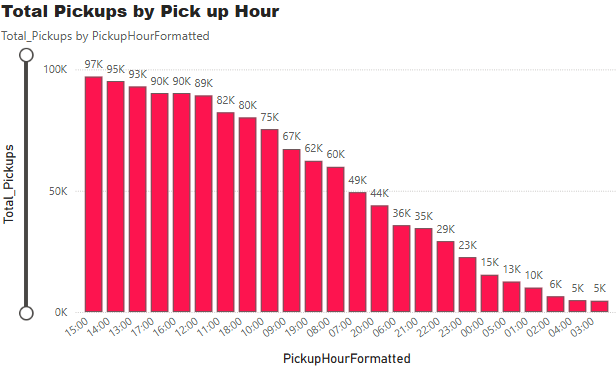 Total Pickups by Pick up Hour
Total_Pickups by PickupHourFormatted
100K
50K
0K
Total_Pickups
97K
95K
93K
90K
90K
89K
82K
80K
75K
67K
62K
60K
49K
44K
36K
35K
29K
23K
15K
13K
10K
6K
5K
5K
15:00
14:00
13:00
17:00
16:00
12:00
11:00
18:00
10:00
09:00
19:00
08:00
07:00
20:00
06:00
21:00
22:00
23:00
00:00
05:00
01:00
02:00
04:00
03:00
PickupHourFormatted